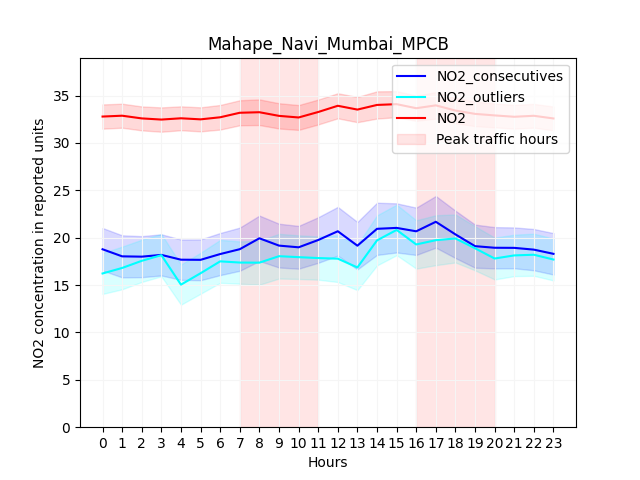 Mahape_Navi_Mumbai_MPCB
NO2_consecutives
NO2_outliers
NO2
Peak traffic hours
NO2 concentration in reported units
35
30
25
20
15
10
5
0
0 1 2 3 4 5 6 7 8 9 10 11 12 13 14 15 16 17 18 19 20 21 22 23
Hours